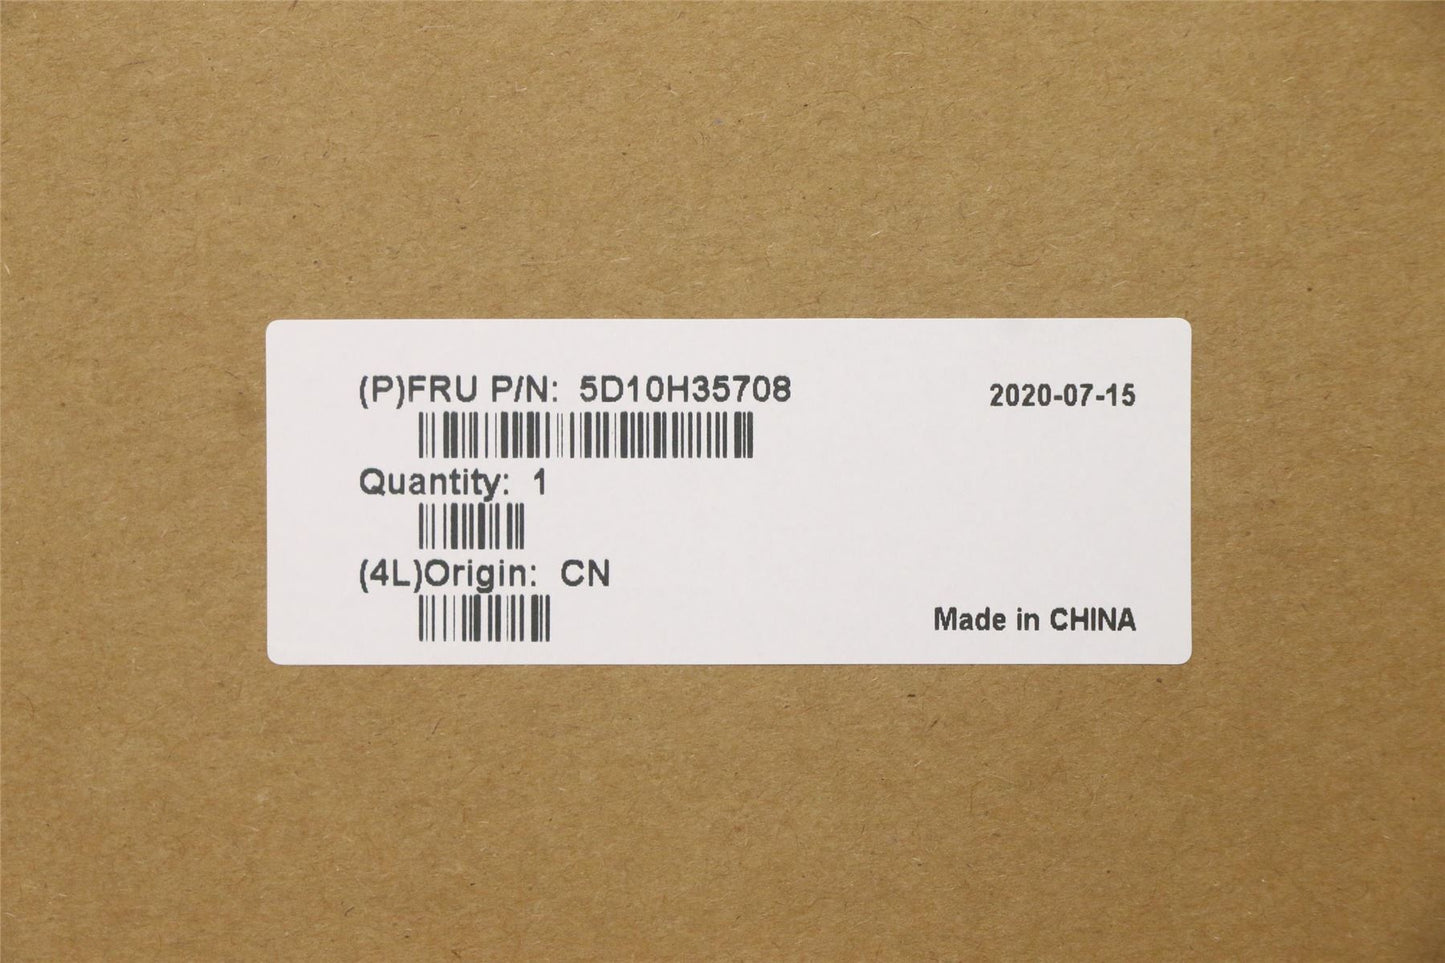 (P)FRU P/N: 5D10H35708
2020-07-15
Quantity: 1
(4L)Origin: CN
Made in CHINA